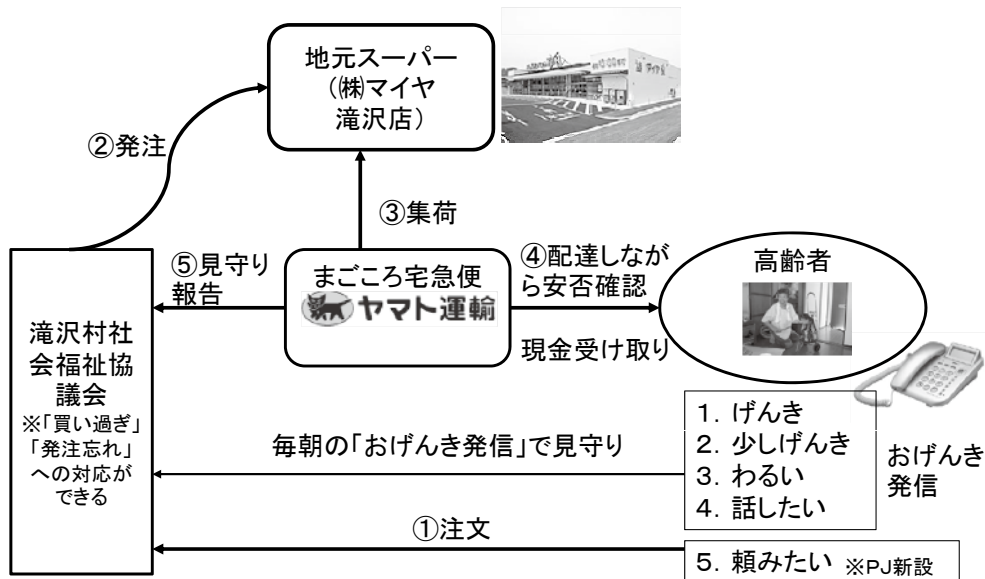 地元スーパー
(㈱マイヤ
滝沢店)
②発注
③集荷
⑤見守り
報告
まごころ宅急便
ヤマト運輸
④配達しなが
ら安否確認
現金受け取り
高齢者
滝沢村社
会福祉協
議会
※「買い過ぎ」
「発注忘れ」
への対応が
できる
毎朝の「おげんき発信」で見守り
1. げんき
2. 少しげんき
3. わるい
4. 話したい
おげんき
発信
①注文
5. 頼みたい ※PJ新設